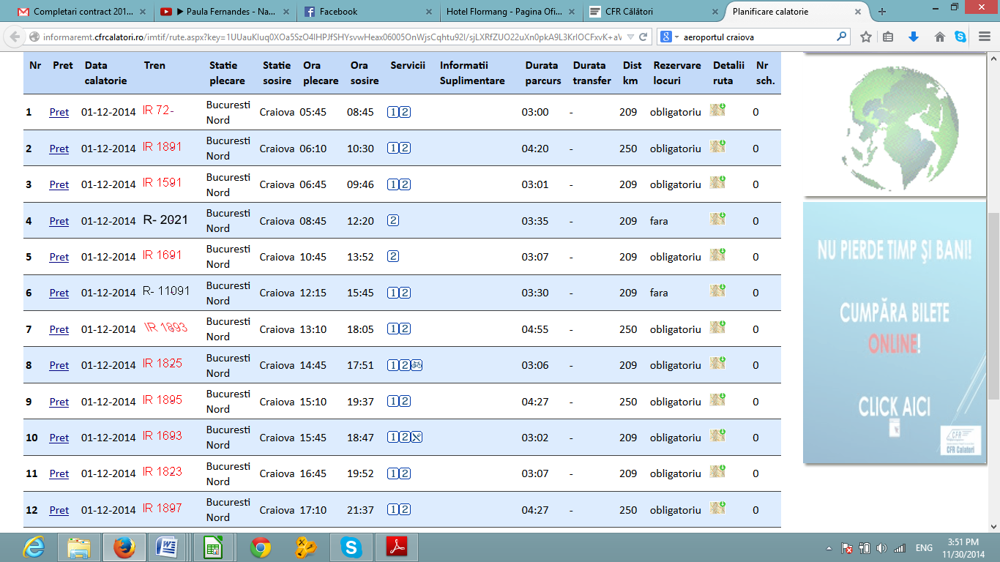 Completari contract 201...
▶ Paula Fernandes - Na...
Facebook
Hotel Flormang - Pagina Ofi...
CFR Călători
Planificare calatorie
informaremt.cfrcalatori.ro/imtif/rute.aspx?key=
aeroportul craiova
Nr Pret Data calatorie Tren Statie plecare Statie sosire Ora plecare Ora sosire Servicii Informatii Suplimentare Durata parcurs Durata transfer Dist km Rezervare locuri Detalii ruta Nr sch.
1 Pret 01-12-2014 IR 72- Bucuresti Nord Craiova 05:45 08:45 1 2 03:00 - 209 obligatoriu 0
2 Pret 01-12-2014 IR 1891 Bucuresti Nord Craiova 06:10 10:30 1 2 04:20 - 250 obligatoriu 0
3 Pret 01-12-2014 IR 1591 Bucuresti Nord Craiova 06:45 09:46 1 2 03:01 - 209 obligatoriu 0
4 Pret 01-12-2014 R- 2021 Bucuresti Nord Craiova 08:45 12:20 2 03:35 - 209 fara 0
5 Pret 01-12-2014 IR 1691 Bucuresti Nord Craiova 10:45 13:52 2 03:07 - 209 obligatoriu 0
6 Pret 01-12-2014 R- 11091 Bucuresti Nord Craiova 12:15 15:45 1 2 03:30 - 209 fara 0
7 Pret 01-12-2014 IR 1893 Bucuresti Nord Craiova 13:10 18:05 1 2 04:55 - 250 obligatoriu 0
8 Pret 01-12-2014 IR 1825 Bucuresti Nord Craiova 14:45 17:51 1 2 03:06 - 209 obligatoriu 0
9 Pret 01-12-2014 IR 1895 Bucuresti Nord Craiova 15:10 19:37 1 2 04:27 - 250 obligatoriu 0
10 Pret 01-12-2014 IR 1693 Bucuresti Nord Craiova 15:45 18:47 1 2 03:02 - 209 obligatoriu 0
11 Pret 01-12-2014 IR 1823 Bucuresti Nord Craiova 16:45 19:52 1 2 03:07 - 209 obligatoriu 0
12 Pret 01-12-2014 IR 1897 Bucuresti Nord Craiova 17:10 21:37 1 2 04:27 - 250 obligatoriu 0
NU PIERDE TIMP ŞI BANI!
CUMPĂRA BILETE
ONLINE!
CLICK AICI
CFR
CFR Calatori
ENG
3:51 PM
11/30/2014